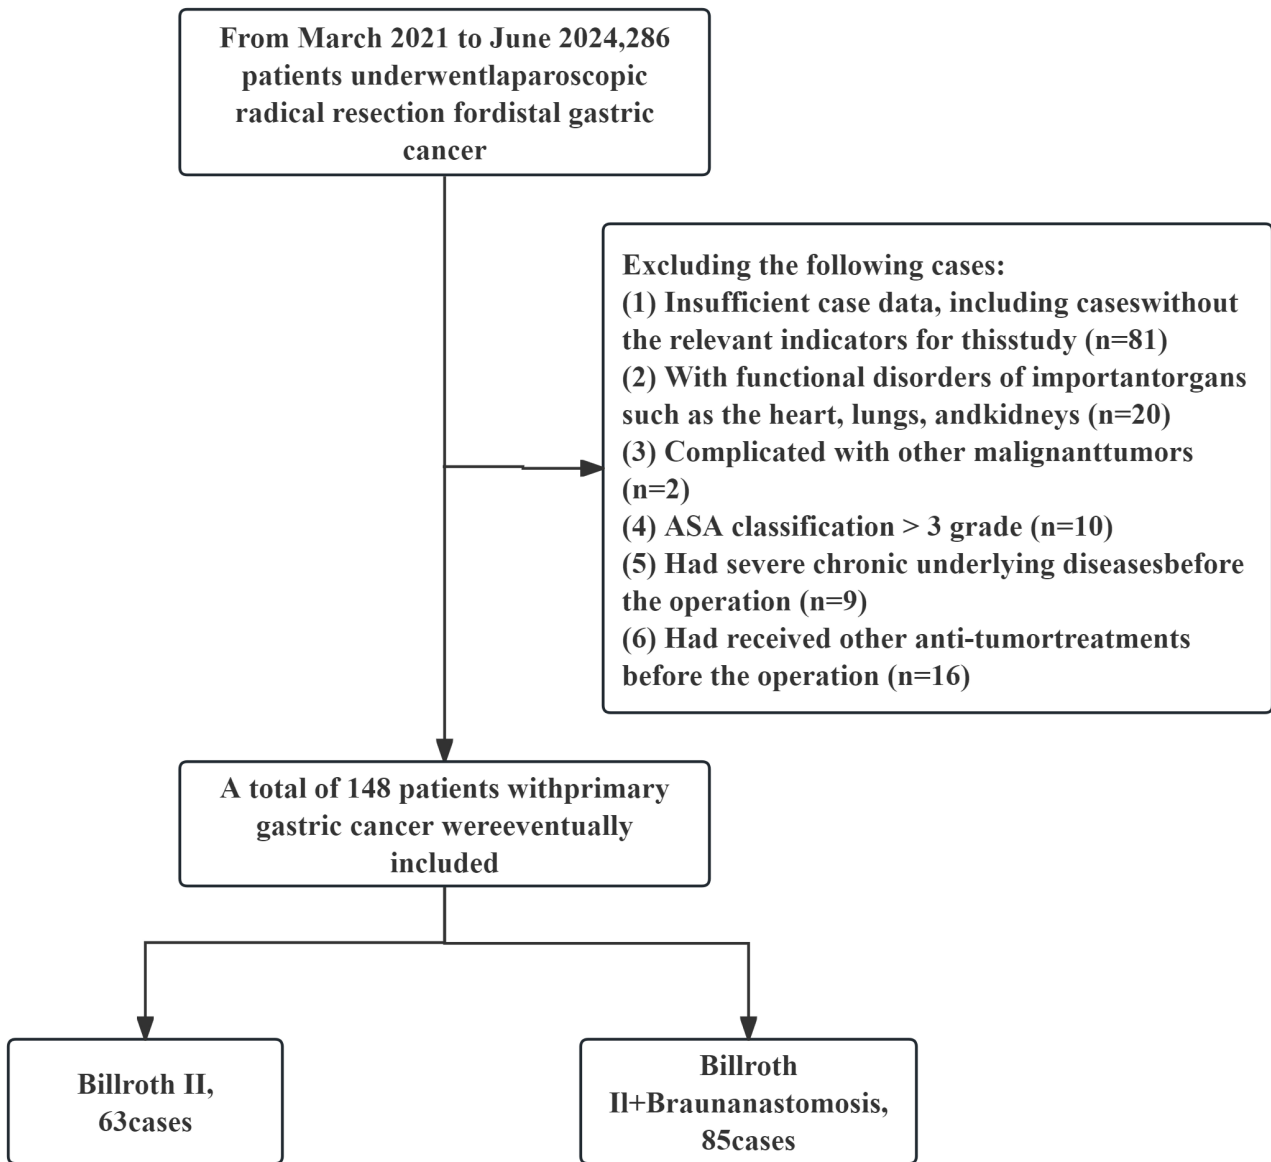 From March 2021 to June 2024,286
patients underwentlaparoscopic
radical resection fordistal gastric
cancer
Excluding the following cases:
(1) Insufficient case data, including caseswithout
the relevant indicators for thisstudy (n=81)
(2) With functional disorders of importantorgans
such as the heart, lungs, andkidneys (n=20)
(3) Complicated with other malignanttumors
(n=2)
(4) ASA classification > 3 grade (n=10)
(5) Had severe chronic underlying diseasesbefore
the operation (n=9)
(6) Had received other anti-tumortreatments
before the operation (n=16)
A total of 148 patients withprimary
gastric cancer wereeventually
included
Billroth II,
63cases
Billroth
Il+Braunanastomosis,
85cases